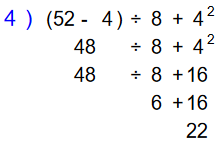 4 ) (52 - 4) ÷ 8 + 4²
48 ÷ 8 + 4²
48 ÷ 8 +16
6 +16
22